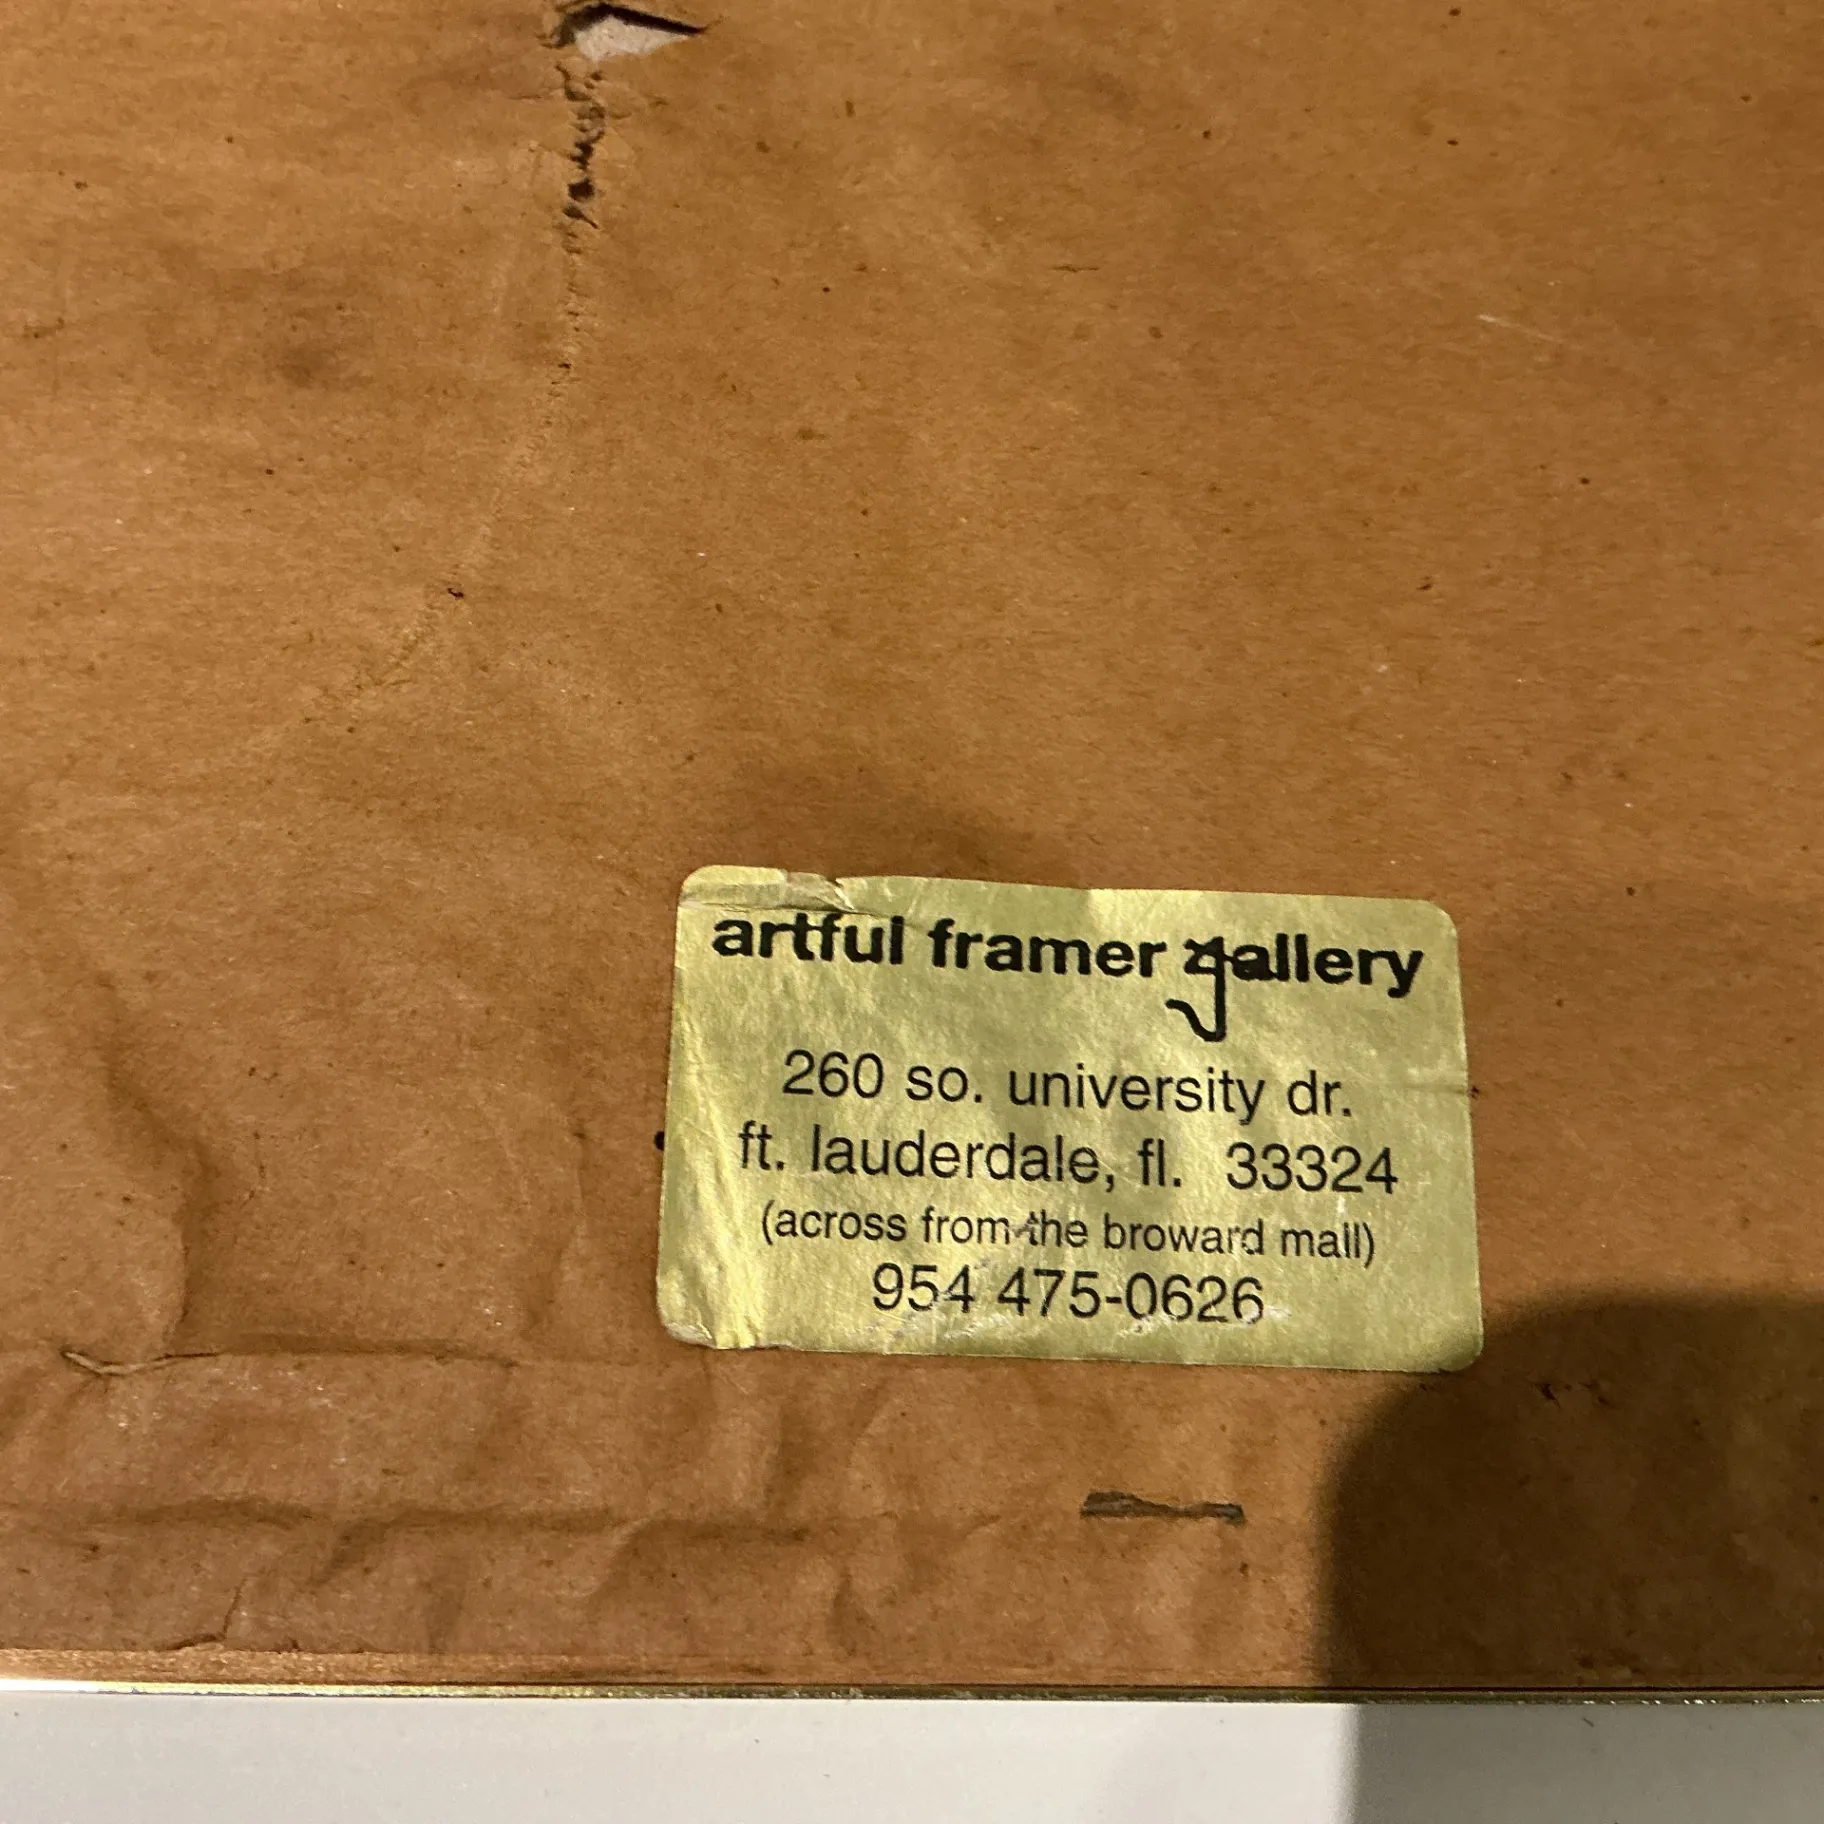 artful framer gallery
260 so. university dr.
ft. lauderdale, fl. 33324
(across from the broward mall)
954 475-0626